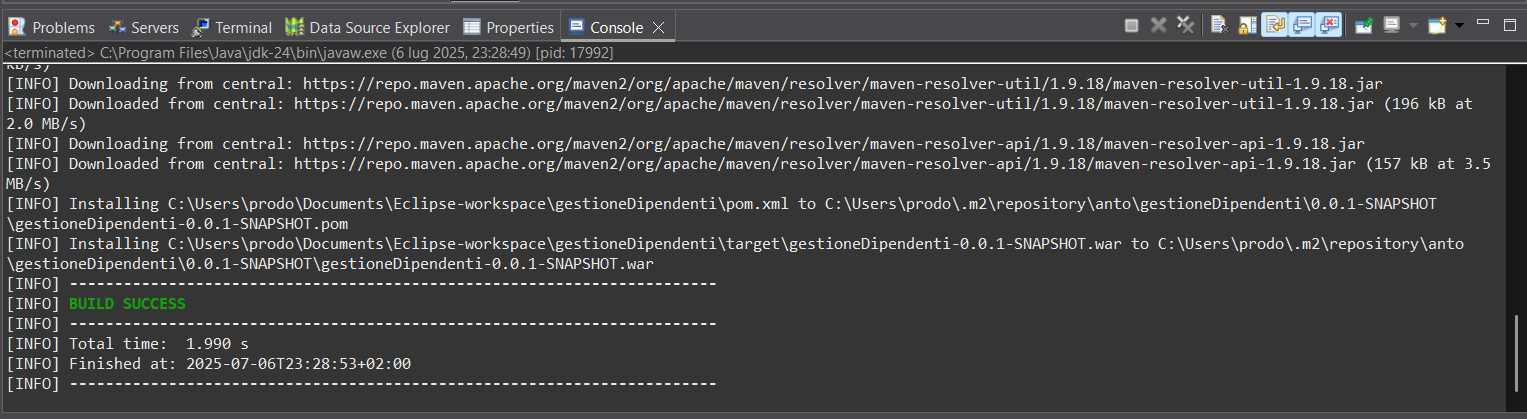 Problems Servers Terminal Data Source Explorer Properties Console
<terminated> C:\Program Files\Java\jdk-24\bin\javaw.exe (6 lug 2025, 23:28:49) [pid: 17992]
KB/s)
[INFO] Downloading from central: https://repo.maven.apache.org/maven2/org/apache/maven/resolver/maven-resolver-util/1.9.18/maven-resolver-util-1.9.18.jar
[INFO] Downloaded from central: https://repo.maven.apache.org/maven2/org/apache/maven/resolver/maven-resolver-util/1.9.18/maven-resolver-util-1.9.18.jar (196 kB at
2.0 MB/s)
[INFO] Downloading from central: https://repo.maven.apache.org/maven2/org/apache/maven/resolver/maven-resolver-api/1.9.18/maven-resolver-api-1.9.18.jar
[INFO] Downloaded from central: https://repo.maven.apache.org/maven2/org/apache/maven/resolver/maven-resolver-api/1.9.18/maven-resolver-api-1.9.18.jar (157 kB at 3.5
MB/s)
[INFO] Installing C:\Users\prodo\Documents\Eclipse-workspace\gestioneDipendenti\pom.xml to C:\Users\prodo\.m2\repository\anto\gestioneDipendenti\0.0.1-SNAPSHOT
\gestioneDipendenti-0.0.1-SNAPSHOT.pom
[INFO] Installing C:\Users\prodo\Documents\Eclipse-workspace\gestioneDipendenti\target\gestioneDipendenti-0.0.1-SNAPSHOT.war to C:\Users\prodo\.m2\repository\anto
\gestioneDipendenti\0.0.1-SNAPSHOT\gestioneDipendenti-0.0.1-SNAPSHOT.war
[INFO] ------------------------------------------------------------------------
[INFO] BUILD SUCCESS
[INFO] ------------------------------------------------------------------------
[INFO] Total time:  1.990 s
[INFO] Finished at: 2025-07-06T23:28:53+02:00
[INFO] ------------------------------------------------------------------------